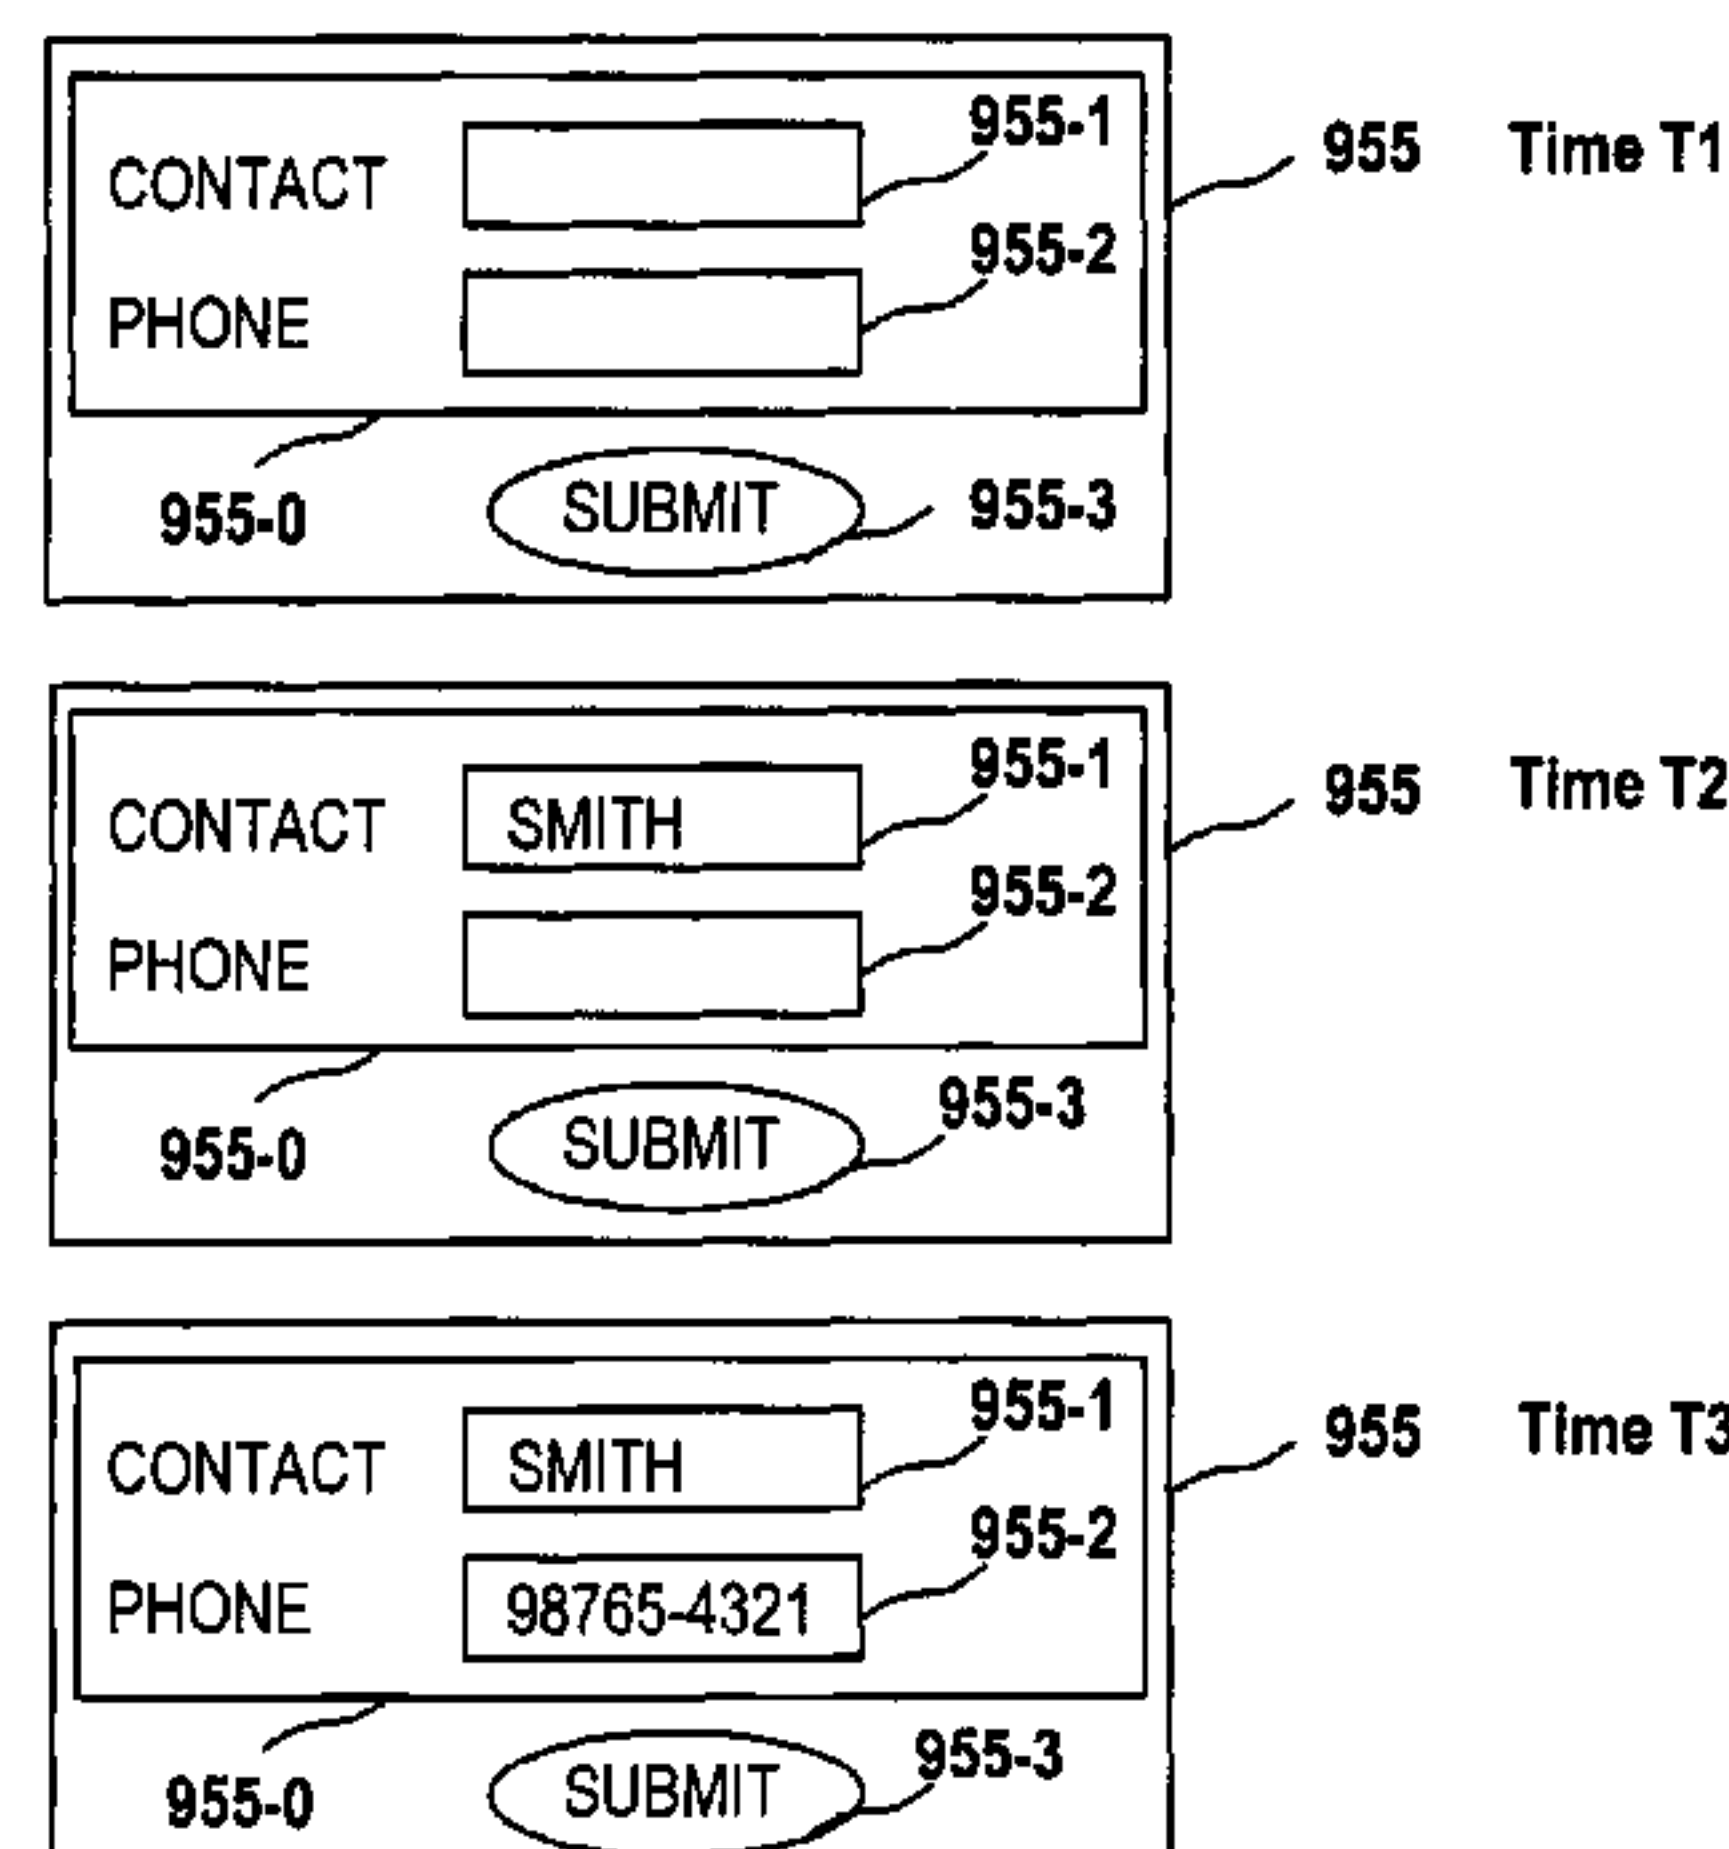 955-1
CONTACT
955 Time T1
955-2
PHONE
955-0
SUBMIT
955-3
955-1
CONTACT SMITH
955 Time T2
955-2
PHONE
955-3
SUBMIT
955-0
955-1
CONTACT SMITH
955 Time T3
955-2
PHONE 98765-4321
955-3
SUBMIT
955-0